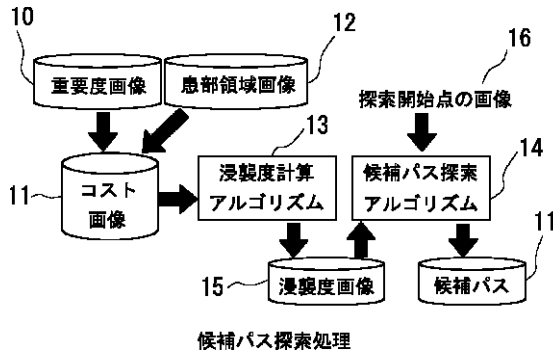 10
重要度画像
患部領域画像
12
16
探索開始点の画像
11
コスト
画像
13
浸襲度計算
アルゴリズム
候補パス探索
アルゴリズム
14
15
浸襲度画像
候補パス
11
候補パス探索処理